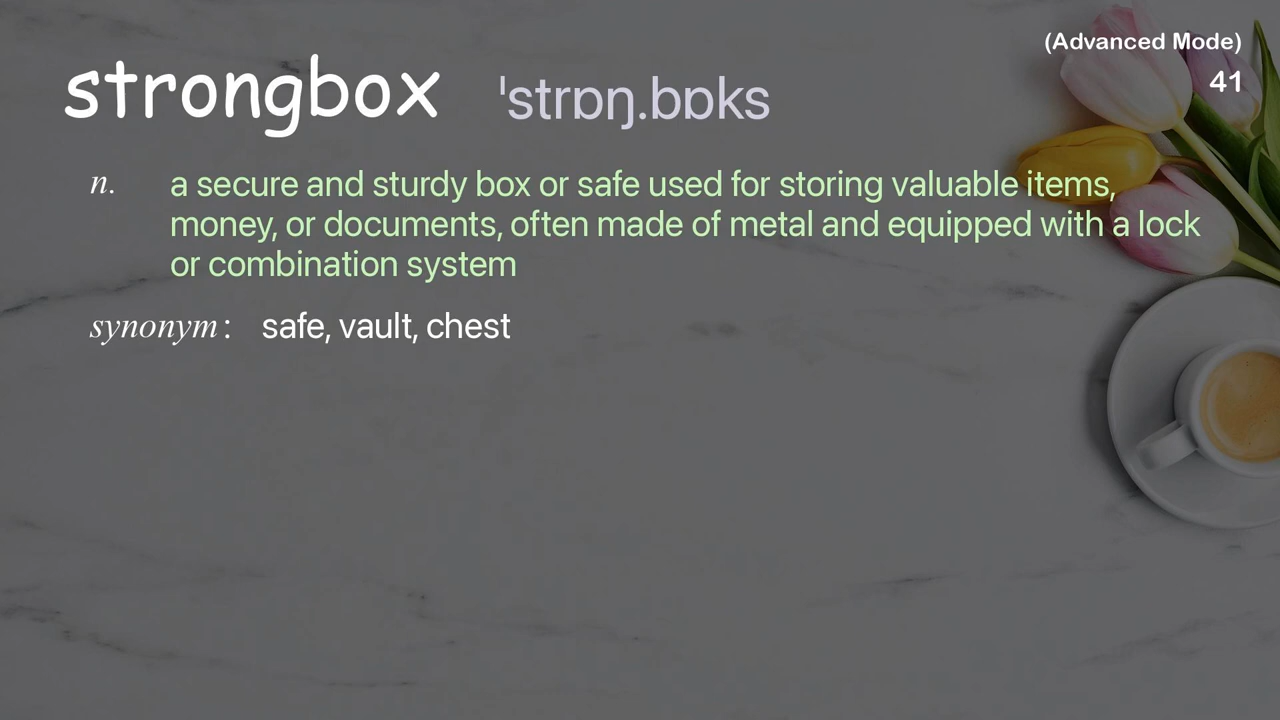 (Advanced Mode)
strongbox ˈstrɒŋ.bɒks 41
n. a secure and sturdy box or safe used for storing valuable items,
money, or documents, often made of metal and equipped with a lock
or combination system
synonym: safe, vault, chest